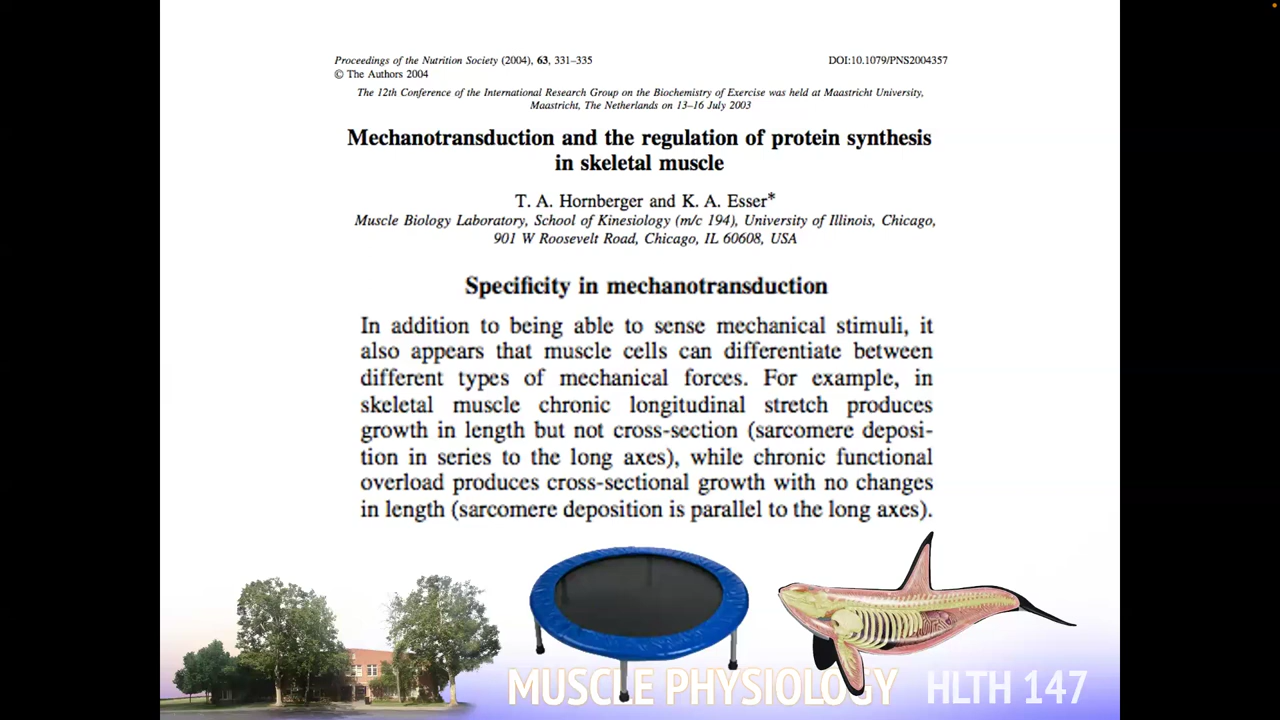 Proceedings of the Nutrition Society (2004), 63, 331–335 DOI:10.1079/PNS2004357
© The Authors 2004
The 12th Conference of the International Research Group on the Biochemistry of Exercise was held at Maastricht University,
Maastricht, The Netherlands on 13–16 July 2003
Mechanotransduction and the regulation of protein synthesis
in skeletal muscle
T. A. Hornberger and K. A. Esser*
Muscle Biology Laboratory, School of Kinesiology (m/c 194), University of Illinois, Chicago,
901 W Roosevelt Road, Chicago, IL 60608, USA
Specificity in mechanotransduction
In addition to being able to sense mechanical stimuli, it
also appears that muscle cells can differentiate between
different types of mechanical forces. For example, in
skeletal muscle chronic longitudinal stretch produces
growth in length but not cross-section (sarcomere deposi-
tion in series to the long axes), while chronic functional
overload produces cross-sectional growth with no changes
in length (sarcomere deposition is parallel to the long axes).
MUSCLE PHYSIOLOGY HLTH 147